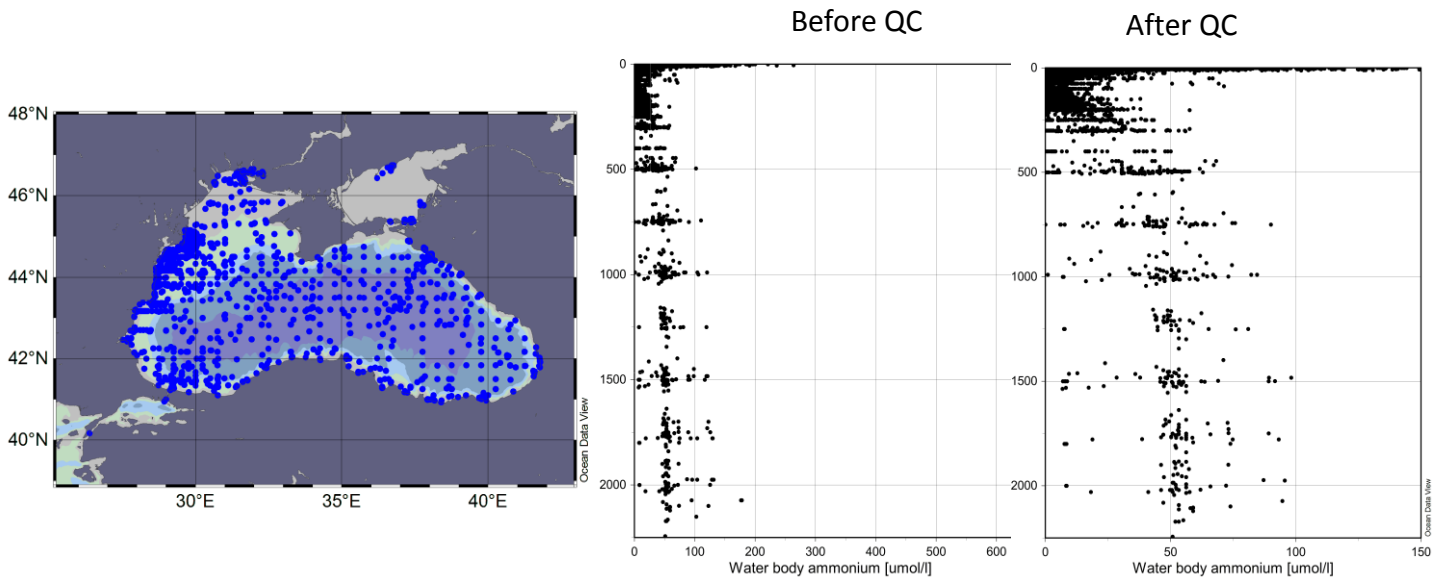 Before QC
After QC
48°N
46°N
44°N
42°N
40°N
30°E
35°E
40°E
Ocean Data View
0
500
1000
1500
2000
0
100
200
300
400
500
600
Water body ammonium [umol/l]
0
500
1000
1500
2000
0
50
100
150
Water body ammonium [umol/l]
Ocean Data View